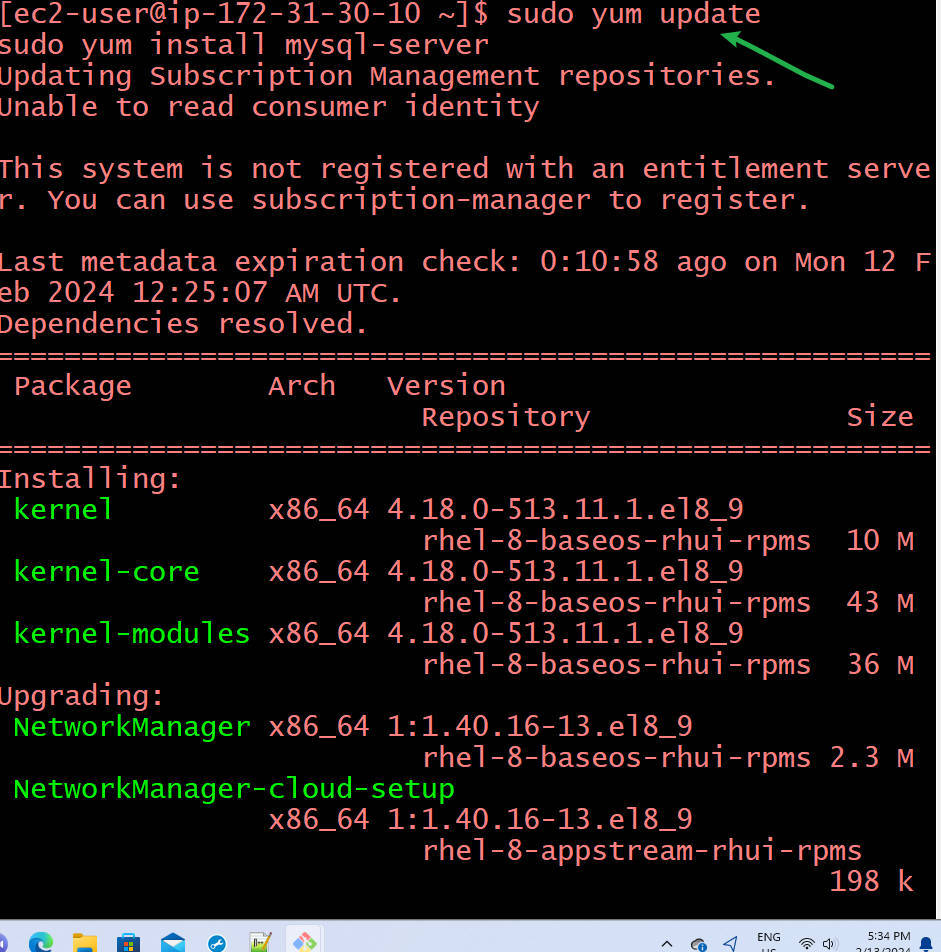 [ec2-user@ip-172-31-30-10 ~]$ sudo yum update
sudo yum install mysql-server
Updating Subscription Management repositories.
Unable to read consumer identity
This system is not registered with an entitlement serve
r. You can use subscription-manager to register.
Last metadata expiration check: 0:10:58 ago on Mon 12 F
eb 2024 12:25:07 AM UTC.
Dependencies resolved.
=======================================================
Package Arch Version
Repository Size
=======================================================
Installing:
kernel x86_64 4.18.0-513.11.1.el8_9
rhel-8-baseos-rhui-rpms 10 M
kernel-core x86_64 4.18.0-513.11.1.el8_9
rhel-8-baseos-rhui-rpms 43 M
kernel-modules x86_64 4.18.0-513.11.1.el8_9
rhel-8-baseos-rhui-rpms 36 M
Upgrading:
NetworkManager x86_64 1:1.40.16-13.el8_9
rhel-8-baseos-rhui-rpms 2.3 M
NetworkManager-cloud-setup
x86_64 1:1.40.16-13.el8_9
rhel-8-appstream-rhui-rpms
198 k
ENG 5:34 PM
US 2/13/2024